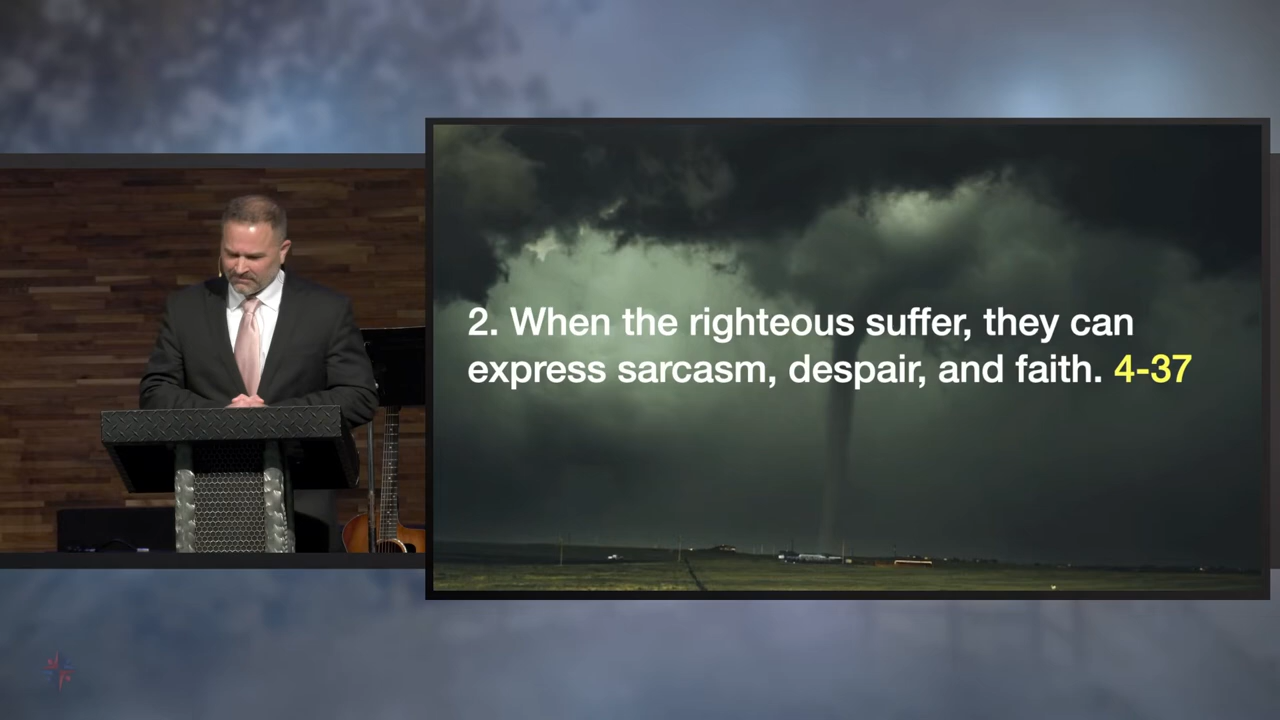 2. When the righteous suffer, they can
express sarcasm, despair, and faith. 4-37